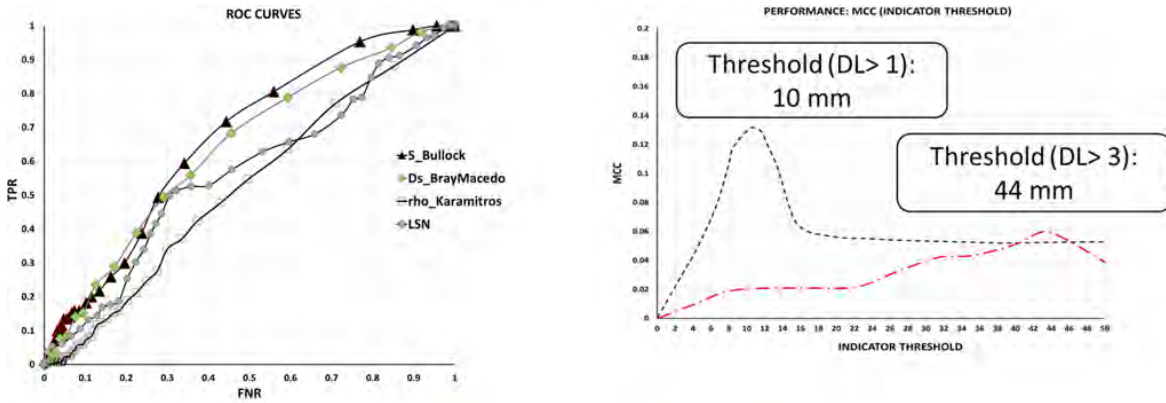 ROC CURVES
1
0.9
0.8
0.7
0.6
0.5
0.4
0.3
0.2
0.1
0
TPR
S_Bullock
Ds_BrayMacedo
rho_Karamitros
LSN
0 0.1 0.2 0.3 0.4 0.5 0,6 0.7 0.8 0.9 1
FNR
PERFORMANCE: MCC (INDICATOR THRESHOLD)
0.2
0.18
0.16
0.14
0.12
0.1
0.08
0.06
0.04
0.02
0
MCC
Threshold (DL> 1):
10 mm
Threshold (DL> 3):
44 mm
0 2 4 6 8 10 12 14 16 18 20 22 24 26 28 30 32 34 36 38 40 42 44 46 48 50
INDICATOR THRESHOLD